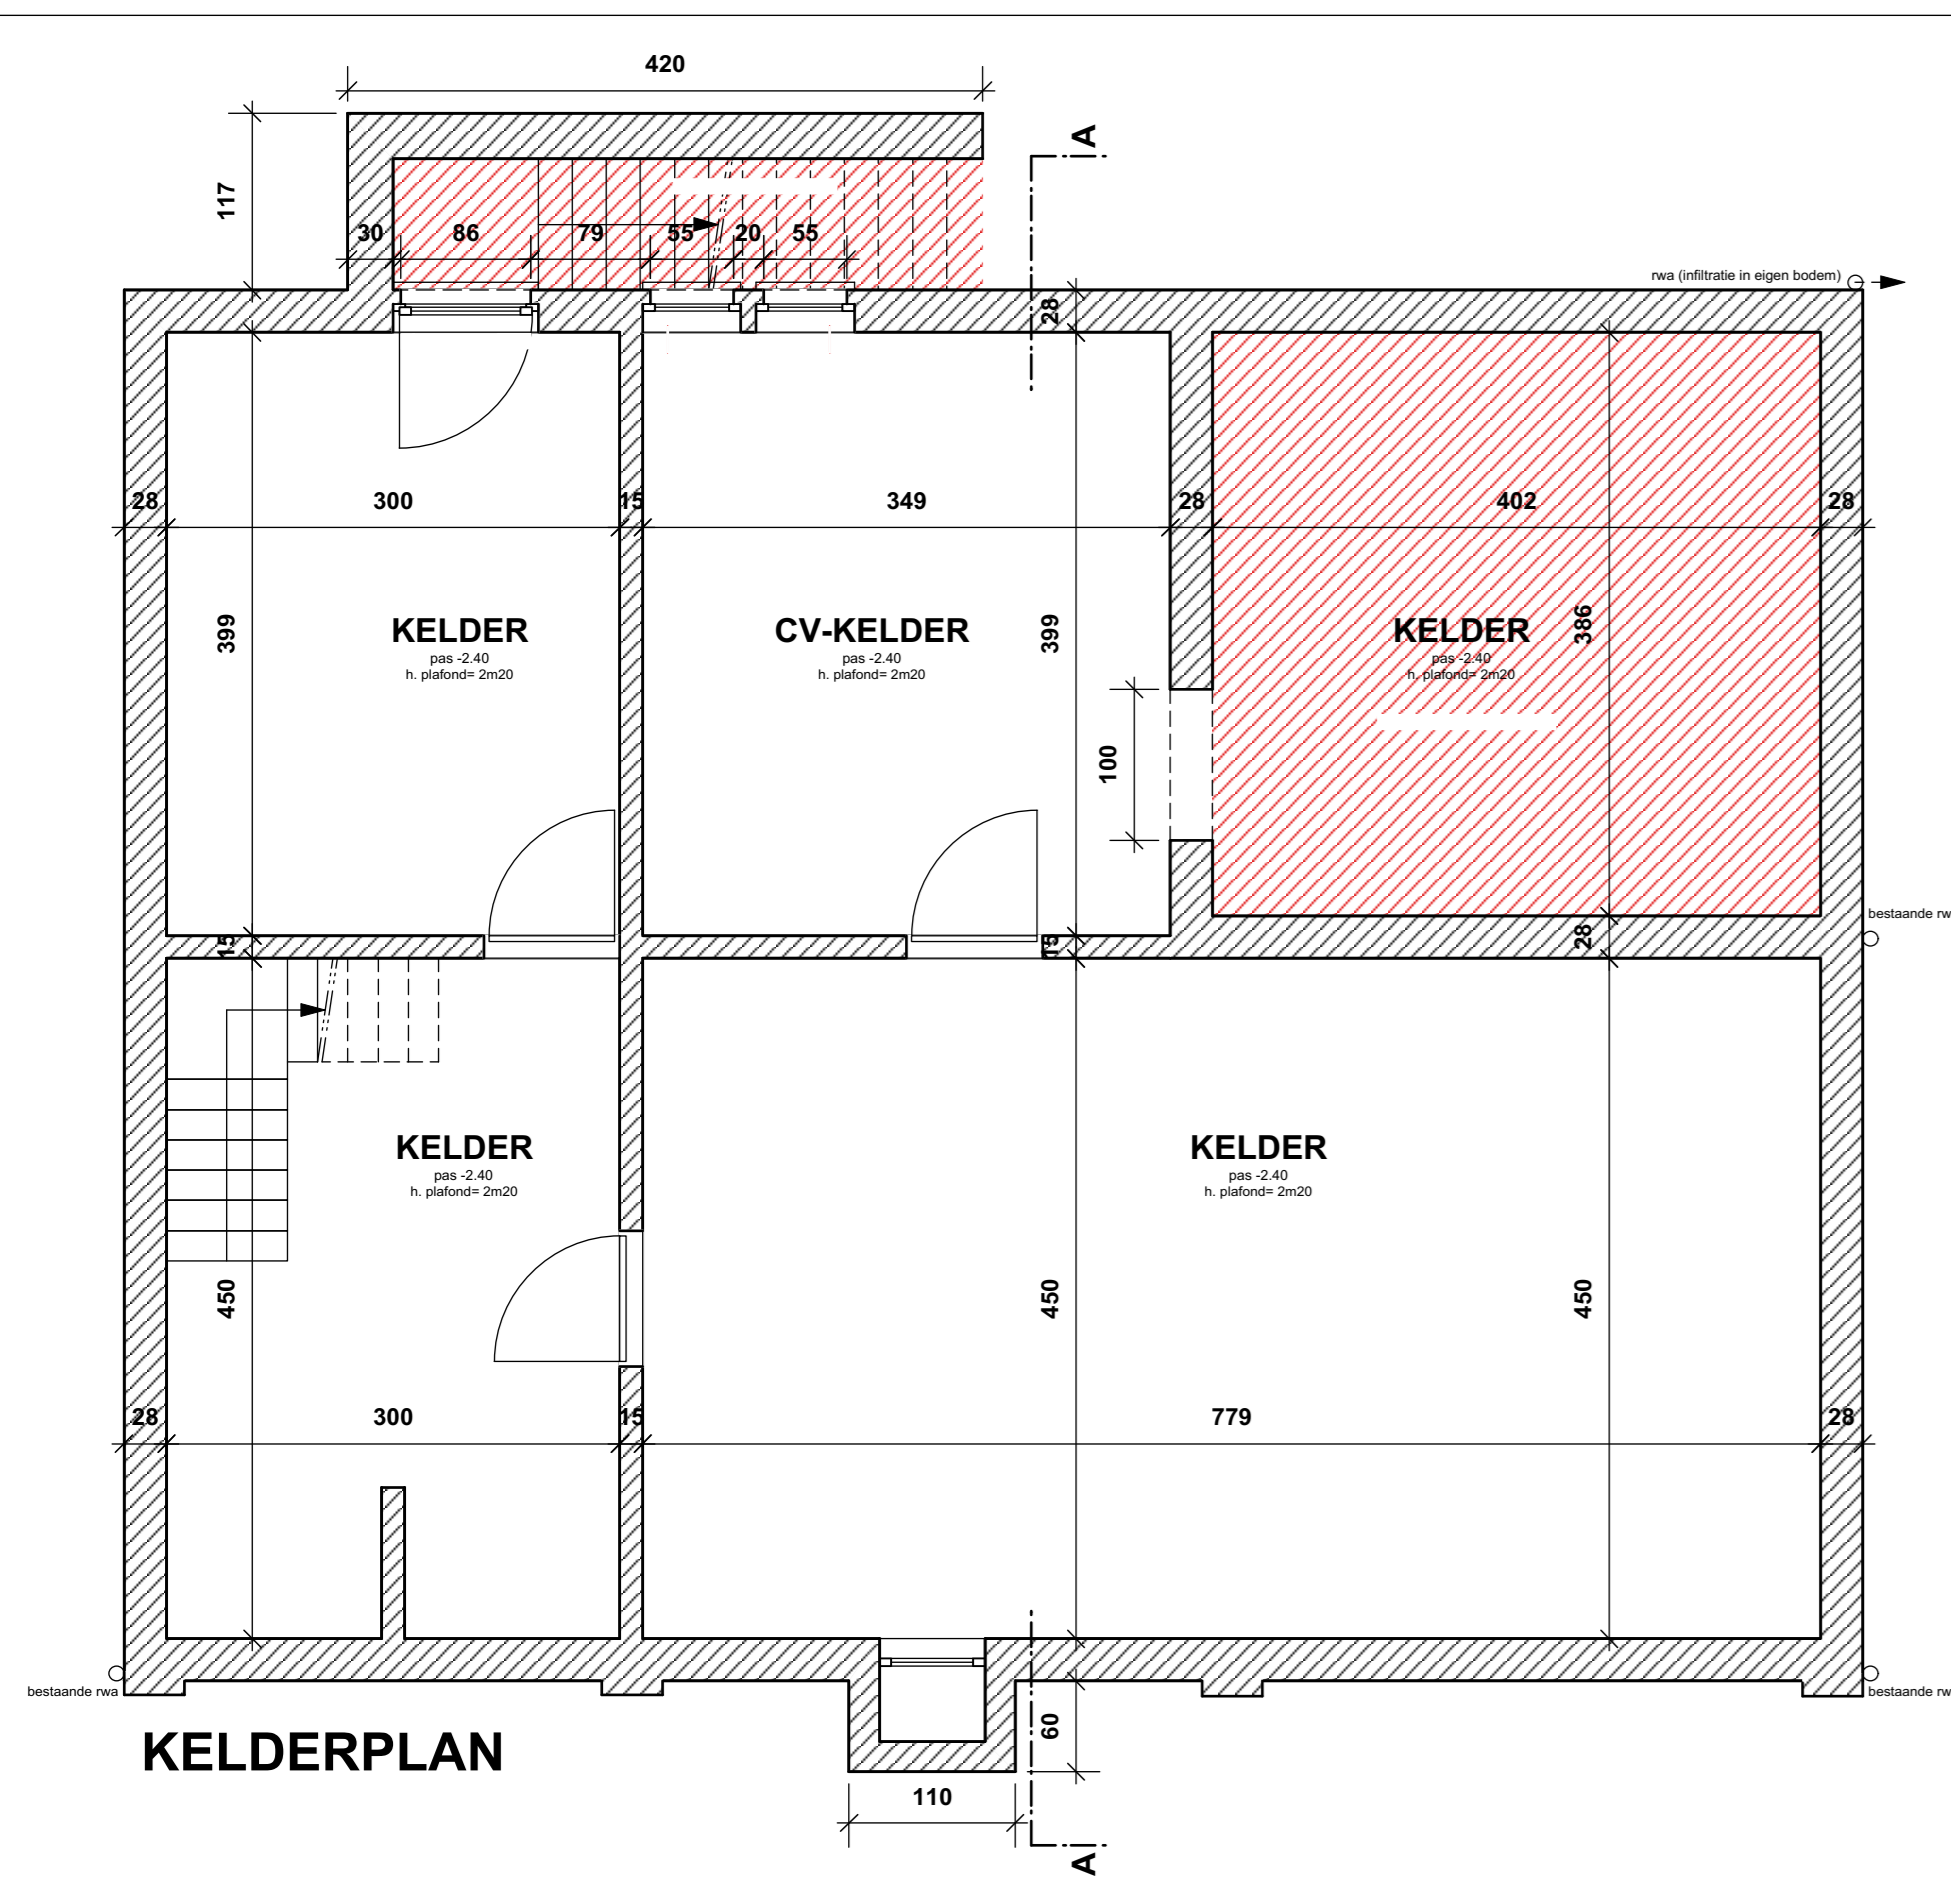 420
A
117
30 86 79 55 20 55
rwa (infiltratie in eigen bodem)
28
28 300 15 349 28 402 28
399
KELDER
pas -2.40
h. plafond= 2m20
CV-KELDER
pas -2.40
h. plafond= 2m20
399
KELDER
pas -2.40
h. plafond= 2m20
386
100
bestaande rw
15
15
28
KELDER
pas -2.40
h. plafond= 2m20
KELDER
pas -2.40
h. plafond= 2m20
450
450
450
28 300 15 779 28
bestaande rwa
bestaande rw
KELDERPLAN
60
110
A